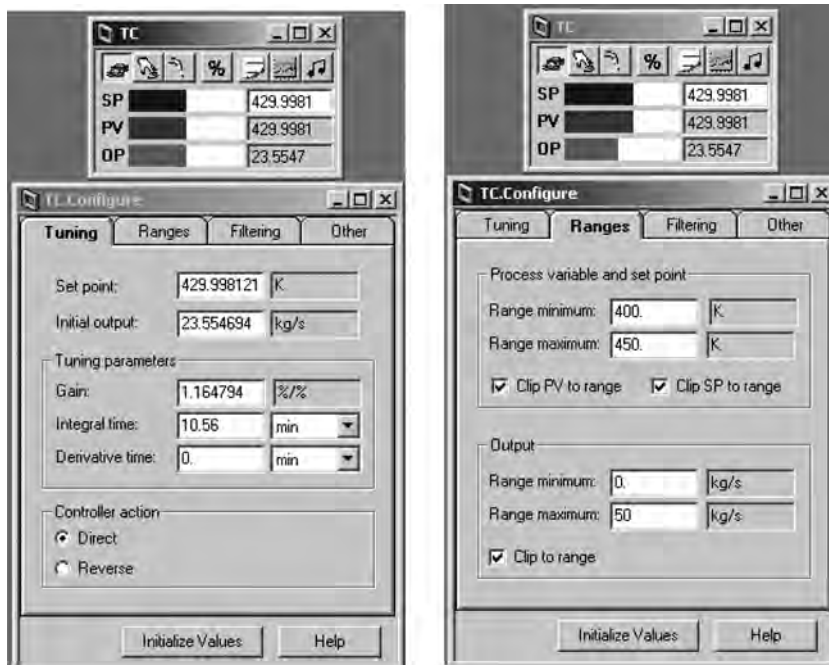 TC
%
SP 429.9981
PV 429.9981
OP 23.5547
TC.Configure
Tuning Ranges Filtering Other
Set point: 429.998121 K
Initial output: 23.554694 kg/s
Tuning parameters
Gain: 1.164794 %/%
Integral time: 10.56 min
Derivative time: 0. min
Controller action
Direct
Reverse
Initialize Values Help
TC
%
SP 429.9981
PV 429.9981
OP 23.5547
TC.Configure
Tuning Ranges Filtering Other
Process variable and set point
Range minimum: 400. K
Range maximum: 450. K
Clip PV to range Clip SP to range
Output
Range minimum: 0. kg/s
Range maximum: 50 kg/s
Clip to range
Initialize Values Help